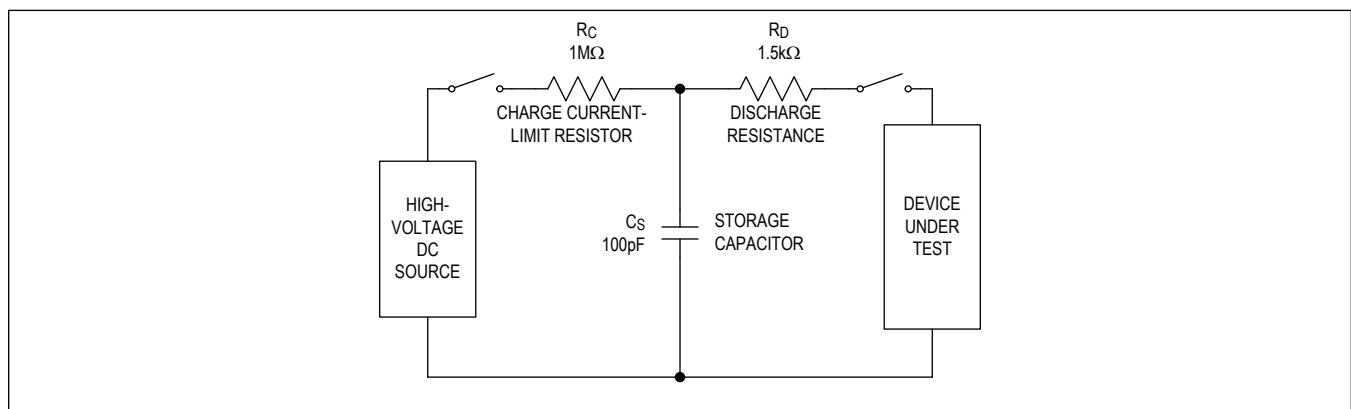 RC
1MΩ
CHARGE CURRENT-
LIMIT RESISTOR
RD
1.5kΩ
DISCHARGE
RESISTANCE
HIGH-
VOLTAGE
DC
SOURCE
CS
100pF
STORAGE
CAPACITOR
DEVICE
UNDER
TEST